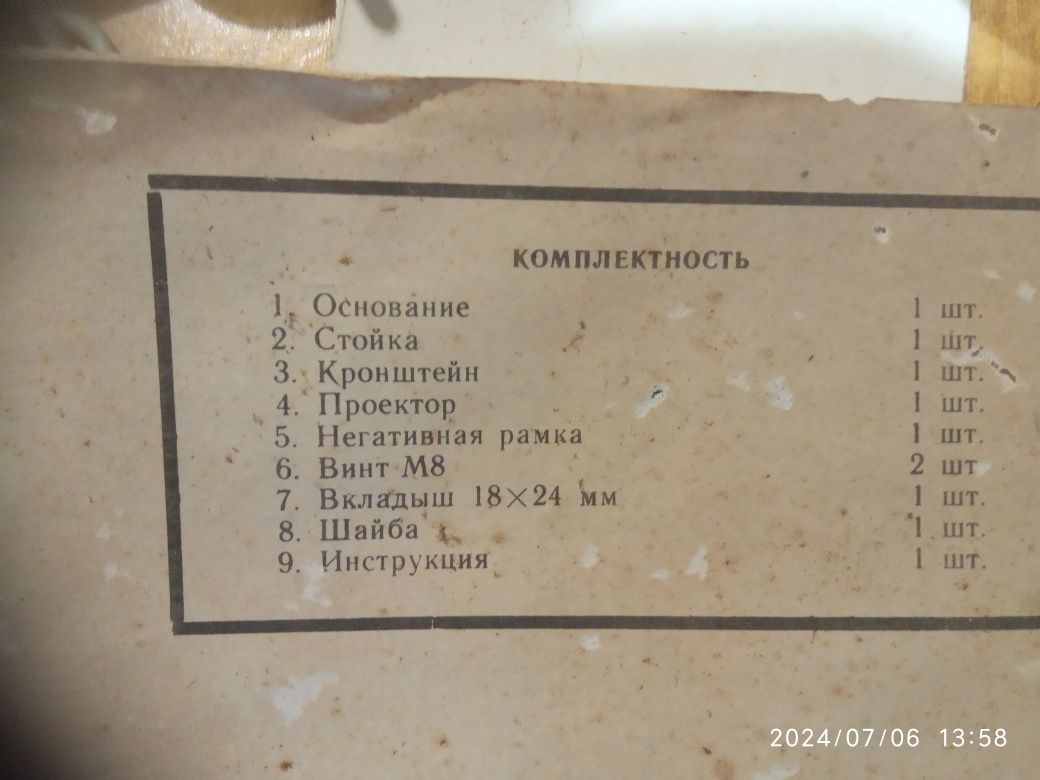 КОМПЛЕКТНОСТЬ
1. Основание 1 шт.
2. Стойка 1 шт.
3. Кронштейн 1 шт.
4. Проектор 1 шт.
5. Негативная рамка 1 шт.
6. Винт М8 2 шт
7. Вкладыш 18×24 мм 1 шт.
8. Шайба 1 шт.
9. Инструкция 1 шт.
2024/07/06 13:58